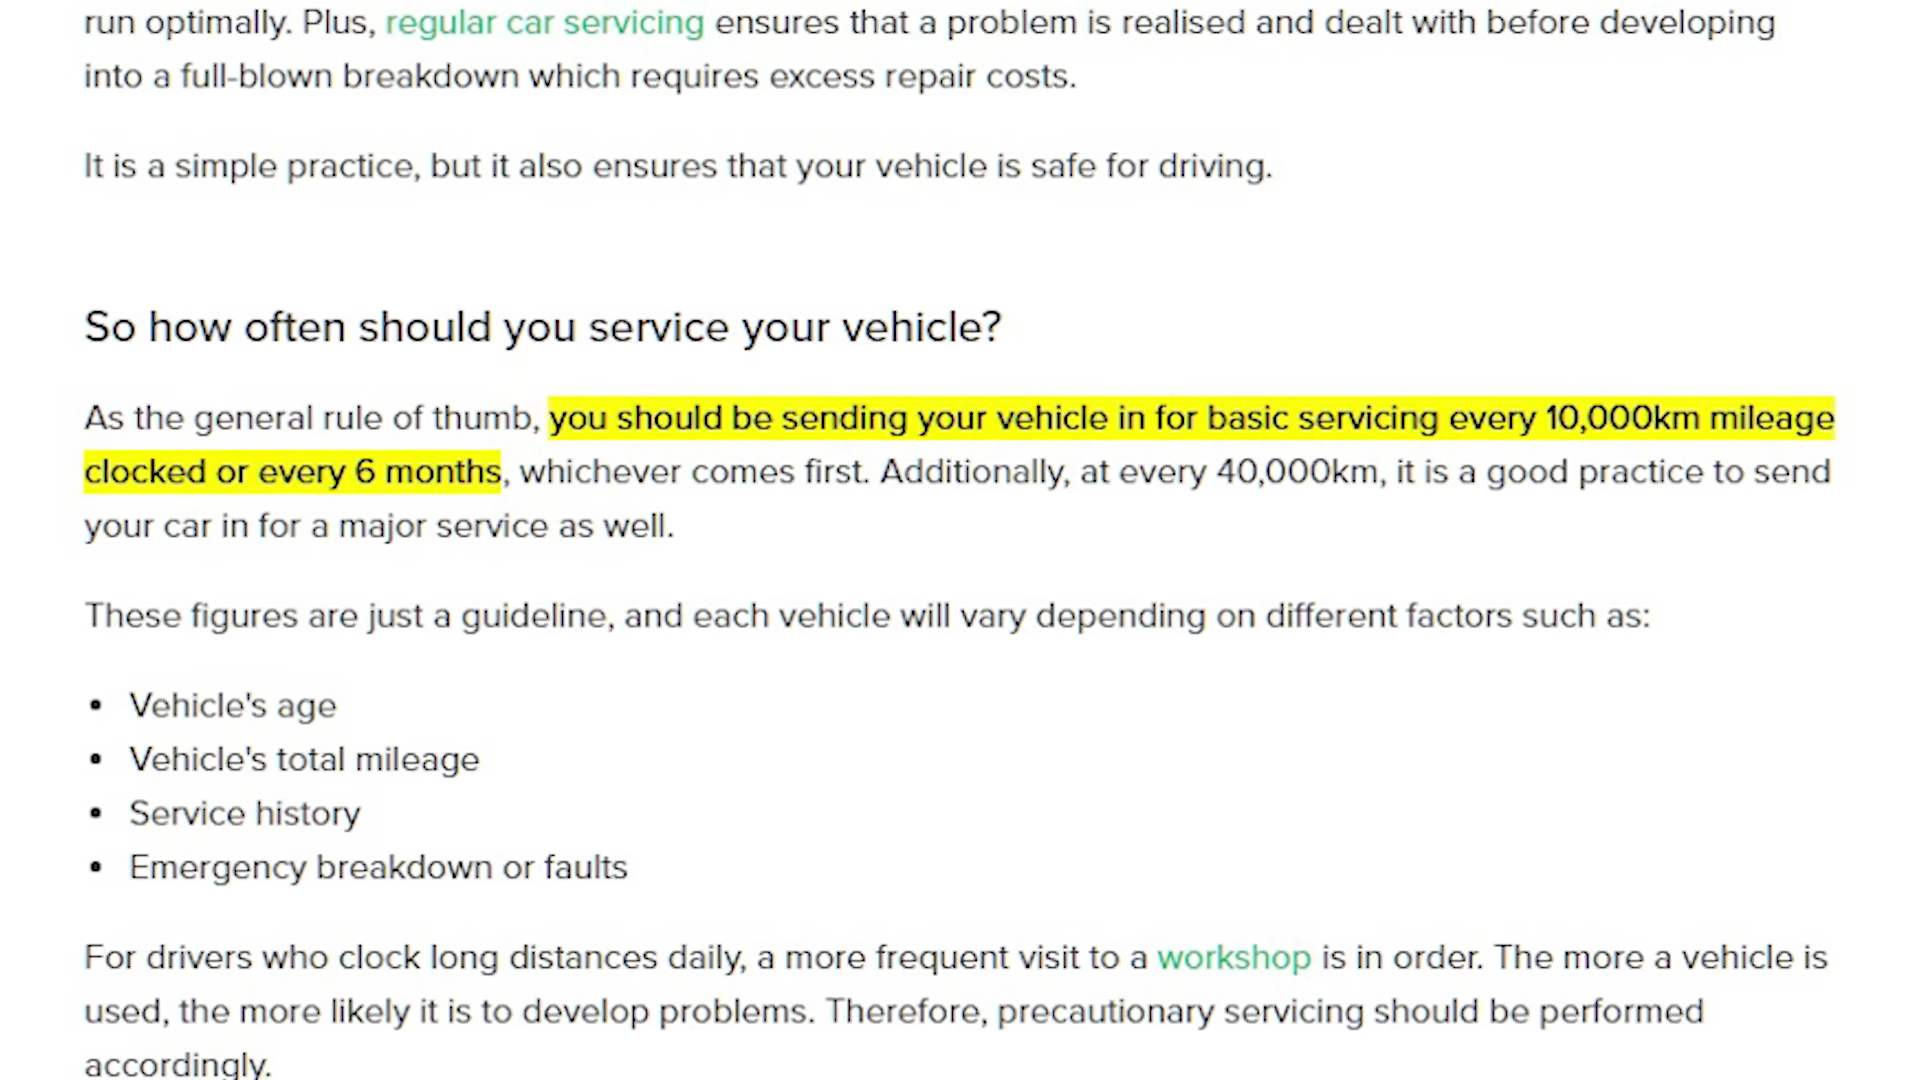 run optimally. Plus, regular car servicing ensures that a problem is realised and dealt with before developing
into a full-blown breakdown which requires excess repair costs.
It is a simple practice, but it also ensures that your vehicle is safe for driving.
So how often should you service your vehicle?
As the general rule of thumb, you should be sending your vehicle in for basic servicing every 10,000km mileage
clocked or every 6 months, whichever comes first. Additionally, at every 40,000km, it is a good practice to send
your car in for a major service as well.
These figures are just a guideline, and each vehicle will vary depending on different factors such as:
• Vehicle's age
• Vehicle's total mileage
• Service history
• Emergency breakdown or faults
For drivers who clock long distances daily, a more frequent visit to a workshop is in order. The more a vehicle is
used, the more likely it is to develop problems. Therefore, precautionary servicing should be performed
accordingly.